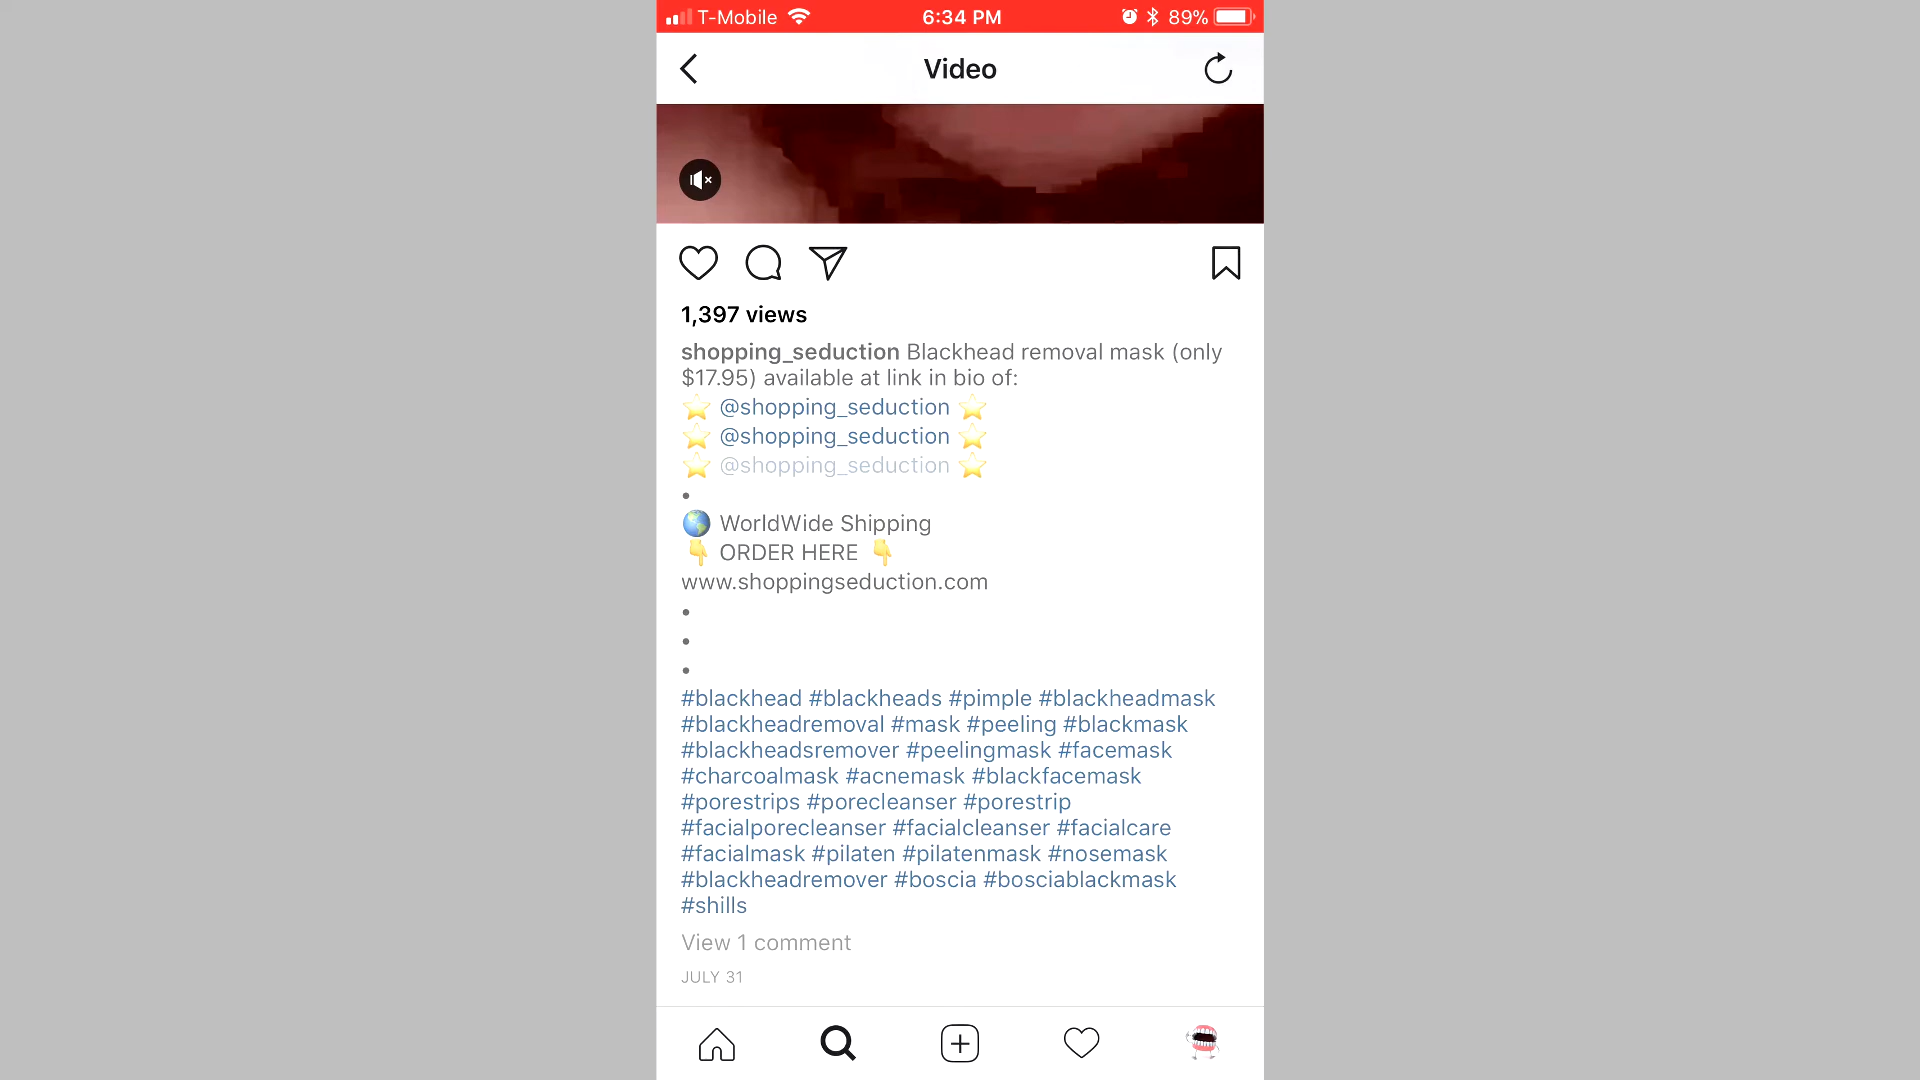 T-Mobile 6:34 PM 89%
Video
1,397 views
shopping_seduction Blackhead removal mask (only
$17.95) available at link in bio of:
⭐ @shopping_seduction ⭐
⭐ @shopping_seduction ⭐
⭐ @shopping_seduction ⭐
•
🌎 WorldWide Shipping
👇 ORDER HERE 👇
www.shoppingseduction.com
•
•
•
#blackhead #blackheads #pimple #blackheadmask
#blackheadremoval #mask #peeling #blackmask
#blackheadsremover #peelingmask #facemask
#charcoalmask #acnemask #blackfacemask
#porestrips #porecleanser #porestrip
#facialporecleanser #facialcleanser #facialcare
#facialmask #pilaten #pilatenmask #nosemask
#blackheadremover #boscia #bosciablackmask
#shills
View 1 comment
JULY 31